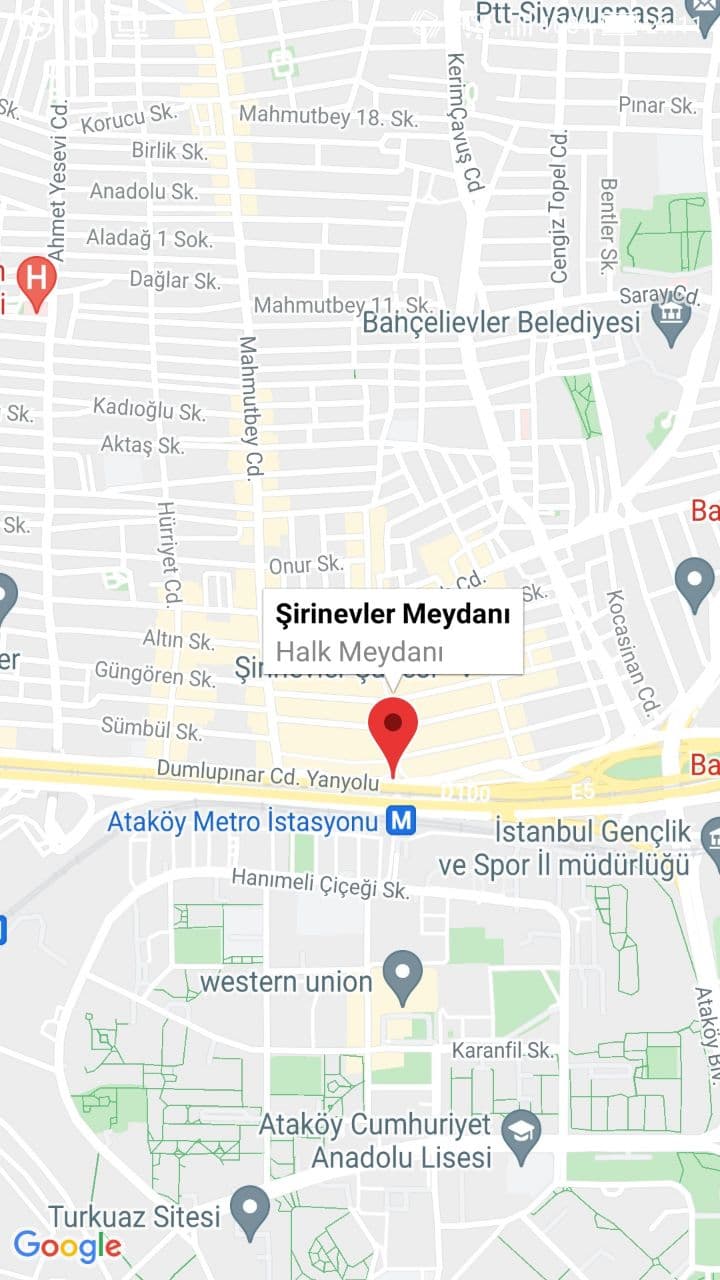 Ptt-Siyavuşpaşa
Sk.
Korucu Sk.
Mahmutbey 18. Sk.
KerimÇavuş Cd
Pınar Sk.
Ahmet Yesevi Cd.
Birlik Sk.
Cengiz Topel Cd.
Anadolu Sk.
Bentler Sk.
Aladağ 1 Sok.
H
Dağlar Sk.
Mahmutbey 11. Sk.
Saray Cd.
Bahçelievler Belediyesi
Mahmutbey Cd.
Sk.
Kadıoğlu Sk.
Aktaş Sk.
Sk.
Hürriyet Cd.
Ba
Onur Sk.
Cd.
Sk.
Kocasinan Cd.
Şirinevler Meydanı
Halk Meydanı
Altın Sk.
er
Güngören Sk.
Sümbül Sk.
Dumlupınar Cd. Yanyolu
D100
E5
Ba
Ataköy Metro İstasyonu M
İstanbul Gençlik
ve Spor İl müdürlüğü
Hanımeli Çiçeği Sk.
western union
Ataköy Blv.
Karanfil Sk.
Ataköy Cumhuriyet
Anadolu Lisesi
Turkuaz Sitesi
Google